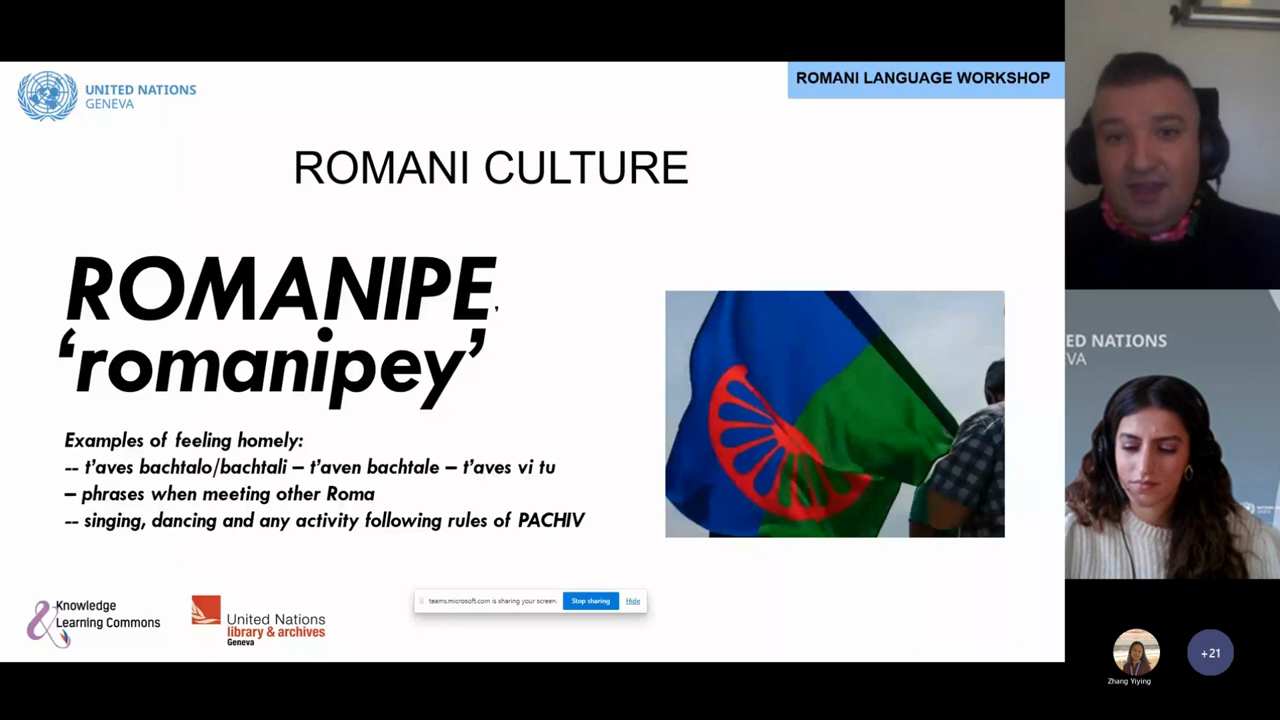 UNITED NATIONS
GENEVA
ROMANI LANGUAGE WORKSHOP
ROMANI CULTURE
ROMANIPE,
‘romanipey’
Examples of feeling homely:
-- t’aves bachtalo/bachtali – t’aven bachtale – t’aves vi tu
– phrases when meeting other Roma
-- singing, dancing and any activity following rules of PACHIV
Knowledge
& Learning Commons
United Nations
library & archives
Geneva
teams.microsoft.com is sharing your screen. Stop sharing Hide
ED NATIONS
VA
Zhang Yiying
+21